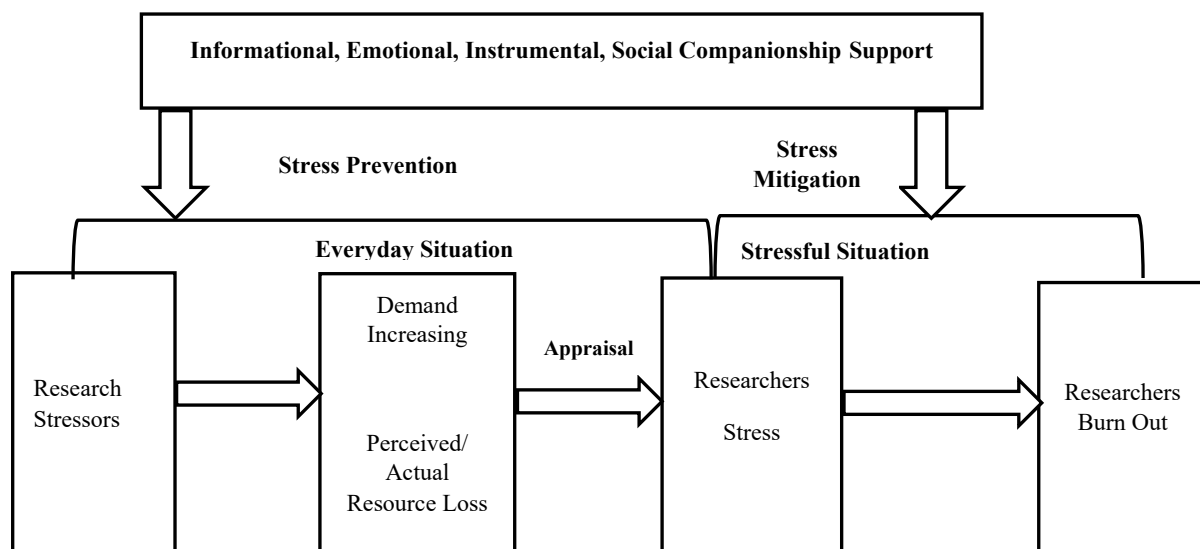 Informational, Emotional, Instrumental, Social Companionship Support
Stress Prevention
Stress
Mitigation
Everyday Situation
Stressful Situation
Research
Stressors
Demand
Increasing
Perceived/
Actual
Resource Loss
Appraisal
Researchers
Stress
Researchers
Burn Out